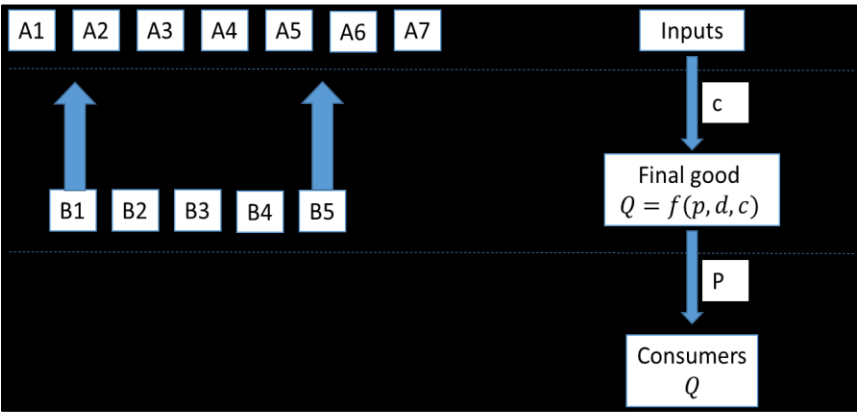 A1 A2 A3 A4 A5 A6 A7 Inputs
c
B1 B2 B3 B4 B5 Final good
Q = f(p, d, c)
P
Consumers
Q